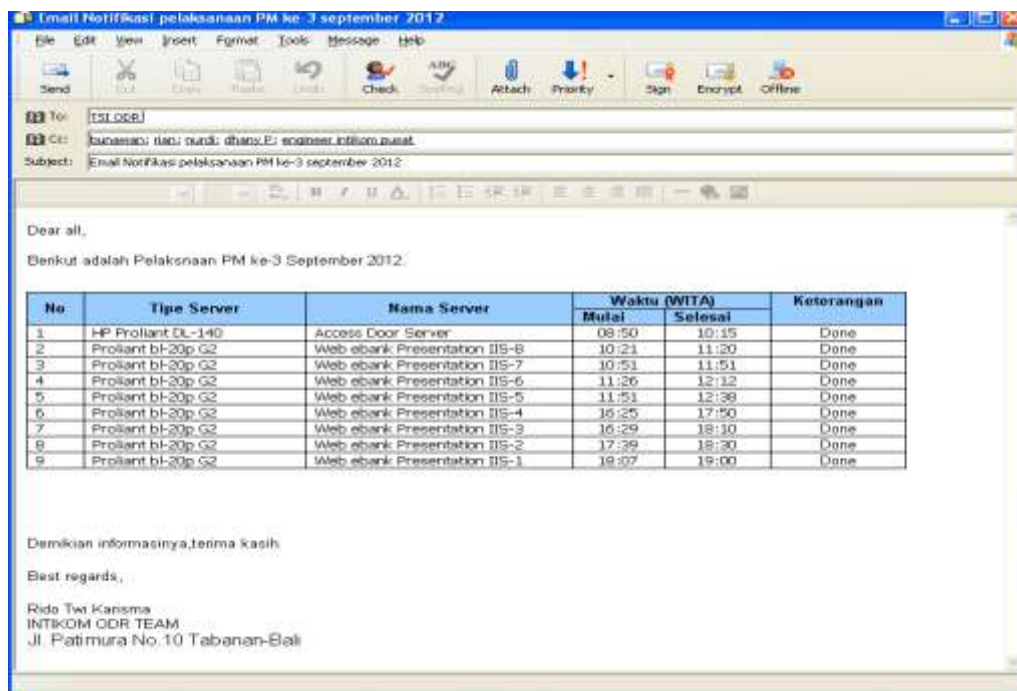 Email Notifikasi pelaksanaan PM ke-3 september 2012
File Edit View Insert Format Tools Message Help
Send Cut Copy Paste Undo Check Spelling Attach Priority Sign Encrypt Offline
To: TSI ODR;
Cc: rian; nurdi; dhany P; engineer intikom pusat
Subject: Email Notifikasi pelaksanaan PM ke-3 september 2012
Dear all,
Berikut adalah Pelaksnaan PM ke-3 September 2012.
No Tipe Server Nama Server Waktu (WITA) Keterangan
Mulai Selesai
1 HP Proliant DL-140 Access Door Server 08:50 10:15 Done
2 Proliant bl-20p G2 Web ebank Presentation IIS-8 10:21 11:20 Done
3 Proliant bl-20p G2 Web ebank Presentation IIS-7 10:51 11:51 Done
4 Proliant bl-20p G2 Web ebank Presentation IIS-6 11:26 12:12 Done
5 Proliant bl-20p G2 Web ebank Presentation IIS-5 11:51 12:38 Done
6 Proliant bl-20p G2 Web ebank Presentation IIS-4 16:25 17:50 Done
7 Proliant bl-20p G2 Web ebank Presentation IIS-3 16:29 18:10 Done
8 Proliant bl-20p G2 Web ebank Presentation IIS-2 17:39 18:30 Done
9 Proliant bl-20p G2 Web ebank Presentation IIS-1 18:07 19:00 Done
Demikian informasinya,terima kasih.
Best regards,
Rido Twi Karisma
INTIKOM ODR TEAM
Jl. Patimura No.10 Tabanan-Bali